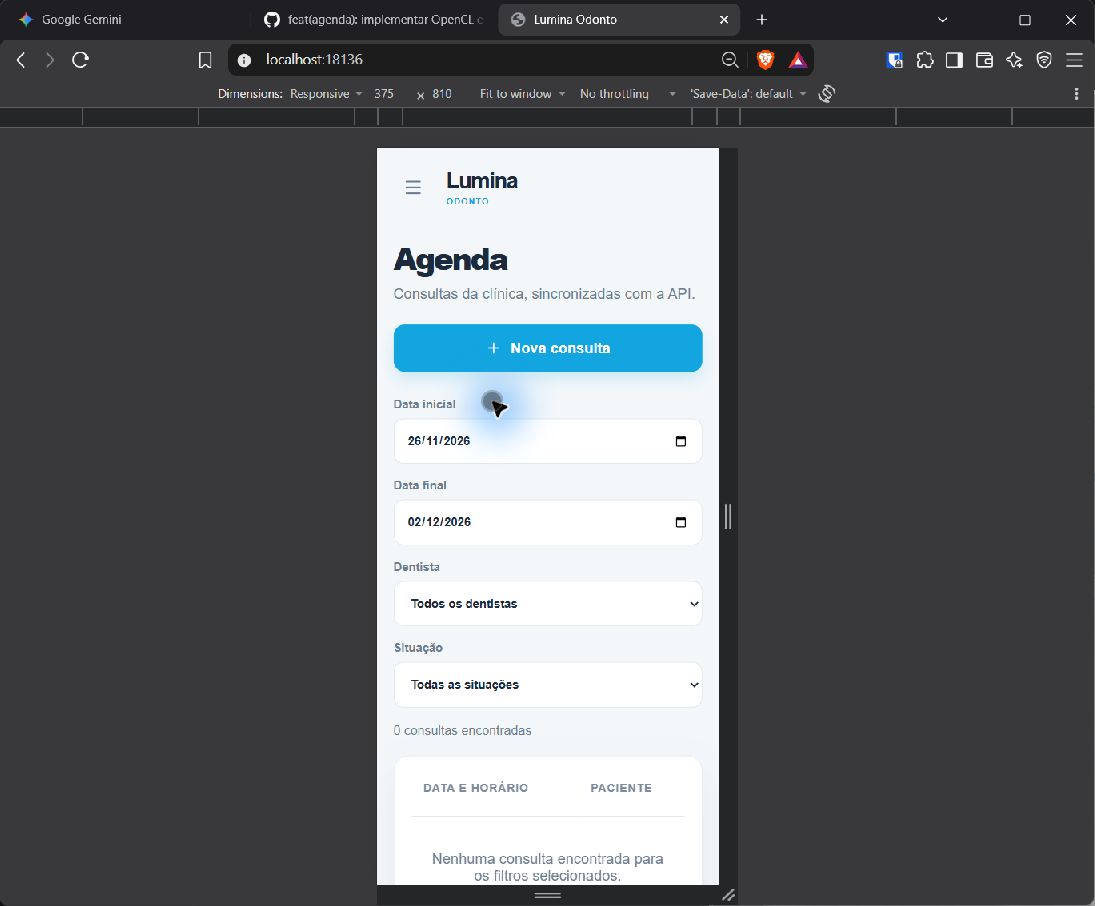 Google Gemini
feat(agenda): implementar OpenCL e
Lumina Odonto
localhost:18136
Dimensions: Responsive 375 x 810 Fit to window No throttling 'Save-Data': default
Lumina
ODONTO
Agenda
Consultas da clínica, sincronizadas com a API.
+ Nova consulta
Data inicial
26/11/2026
Data final
02/12/2026
Dentista
Todos os dentistas
Situação
Todas as situações
0 consultas encontradas
DATA E HORÁRIO PACIENTE
Nenhuma consulta encontrada para
os filtros selecionados.